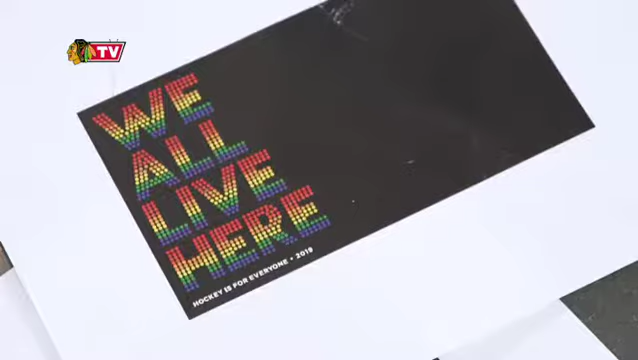 TV
WE
ALL
LIVE
HERE
HOCKEY IS FOR EVERYONE • 2019